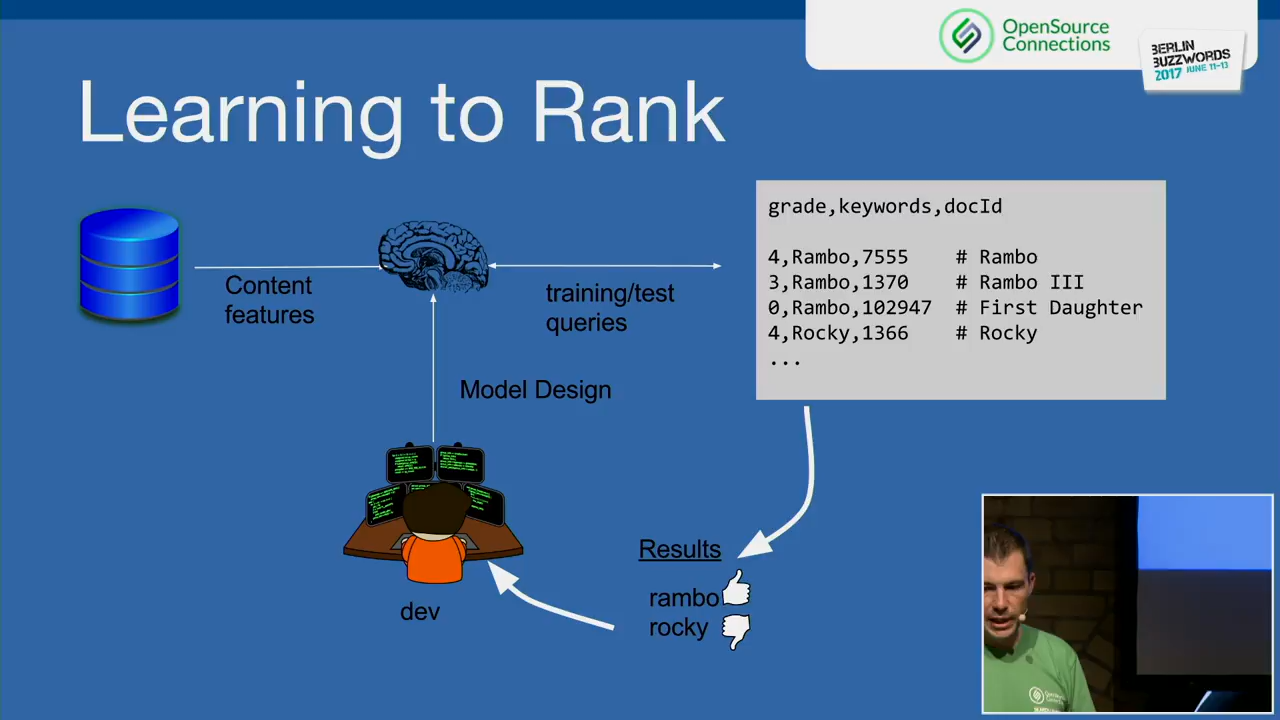 OpenSource
Connections
BERLIN
BUZZWORDS
2017 JUNE 11-13
Learning to Rank
grade,keywords,docId
4,Rambo,7555 # Rambo
3,Rambo,1370 # Rambo III
0,Rambo,102947 # First Daughter
4,Rocky,1366 # Rocky
...
Content
features
training/test
queries
Model Design
Results
rambo
rocky
dev